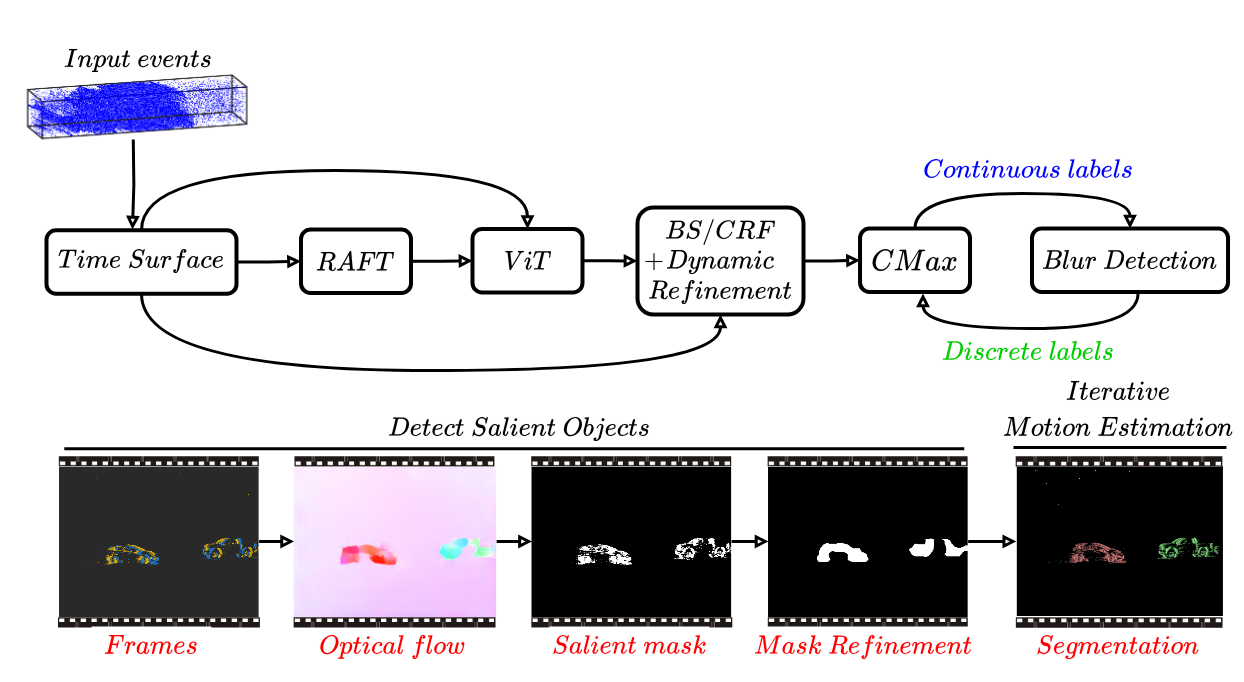 Input events
Continuous labels
Time Surface
RAFT
ViT
BS/CRF
+Dynamic
Refinement
CMax
Blur Detection
Discrete labels
Iterative
Motion Estimation
Detect Salient Objects
Frames
Optical flow
Salient mask
Mask Refinement
Segmentation